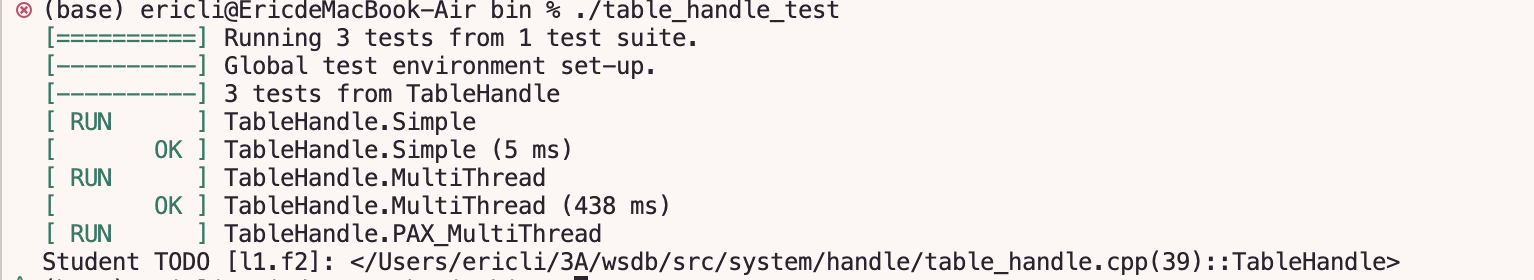 (base) ericli@EricdeMacBook-Air bin % ./table_handle_test
[==========] Running 3 tests from 1 test suite.
[----------] Global test environment set-up.
[----------] 3 tests from TableHandle
[ RUN      ] TableHandle.Simple
[       OK ] TableHandle.Simple (5 ms)
[ RUN      ] TableHandle.MultiThread
[       OK ] TableHandle.MultiThread (438 ms)
[ RUN      ] TableHandle.PAX_MultiThread
Student TODO [l1.f2]: </Users/ericli/3A/wsdb/src/system/handle/table_handle.cpp(39)::TableHandle>